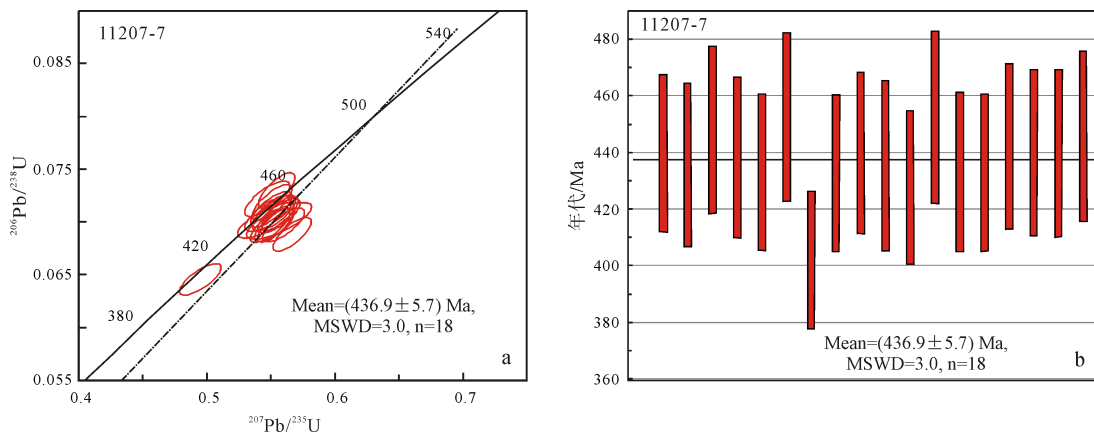 11207-7
540
500
460
420
380
0.085
0.075
0.065
0.055
²⁰⁶Pb/²³⁸U
Mean=(436.9±5.7) Ma,
MSWD=3.0, n=18
a
0.4
0.5
0.6
0.7
²⁰⁷Pb/²³⁵U
11207-7
480
460
440
420
400
380
360
年代/Ma
Mean=(436.9±5.7) Ma,
MSWD=3.0, n=18
b